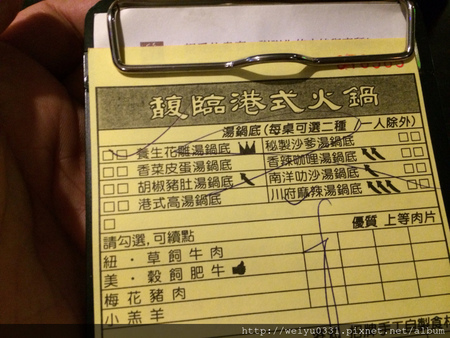 馥臨港式火鍋
湯鍋底(每桌可選二種 一人除外)
養生花雕湯鍋底
香菜皮蛋湯鍋底
胡椒豬肚湯鍋底
港式高湯鍋底
秘製沙爹湯鍋底
香辣咖哩湯鍋底
南洋叻沙湯鍋底
川府麻辣湯鍋底
請勾選,可續點
優質 上等肉片
紐·草飼牛肉
美·穀飼肥牛
梅花豬肉
小羔羊
http://weiyu0331.pixnet.net/album